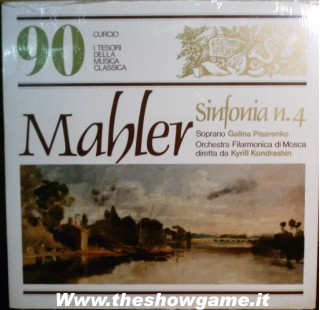 90
CURCIO
I TESORI
DELLA
MUSICA
CLASSICA
Mahler
sinfonia n.4
Soprano Galina Pisarenko
Orchestra Filarmonica di Mosca
diretta da Kyrill Kondrashin
www.theshowgame.it